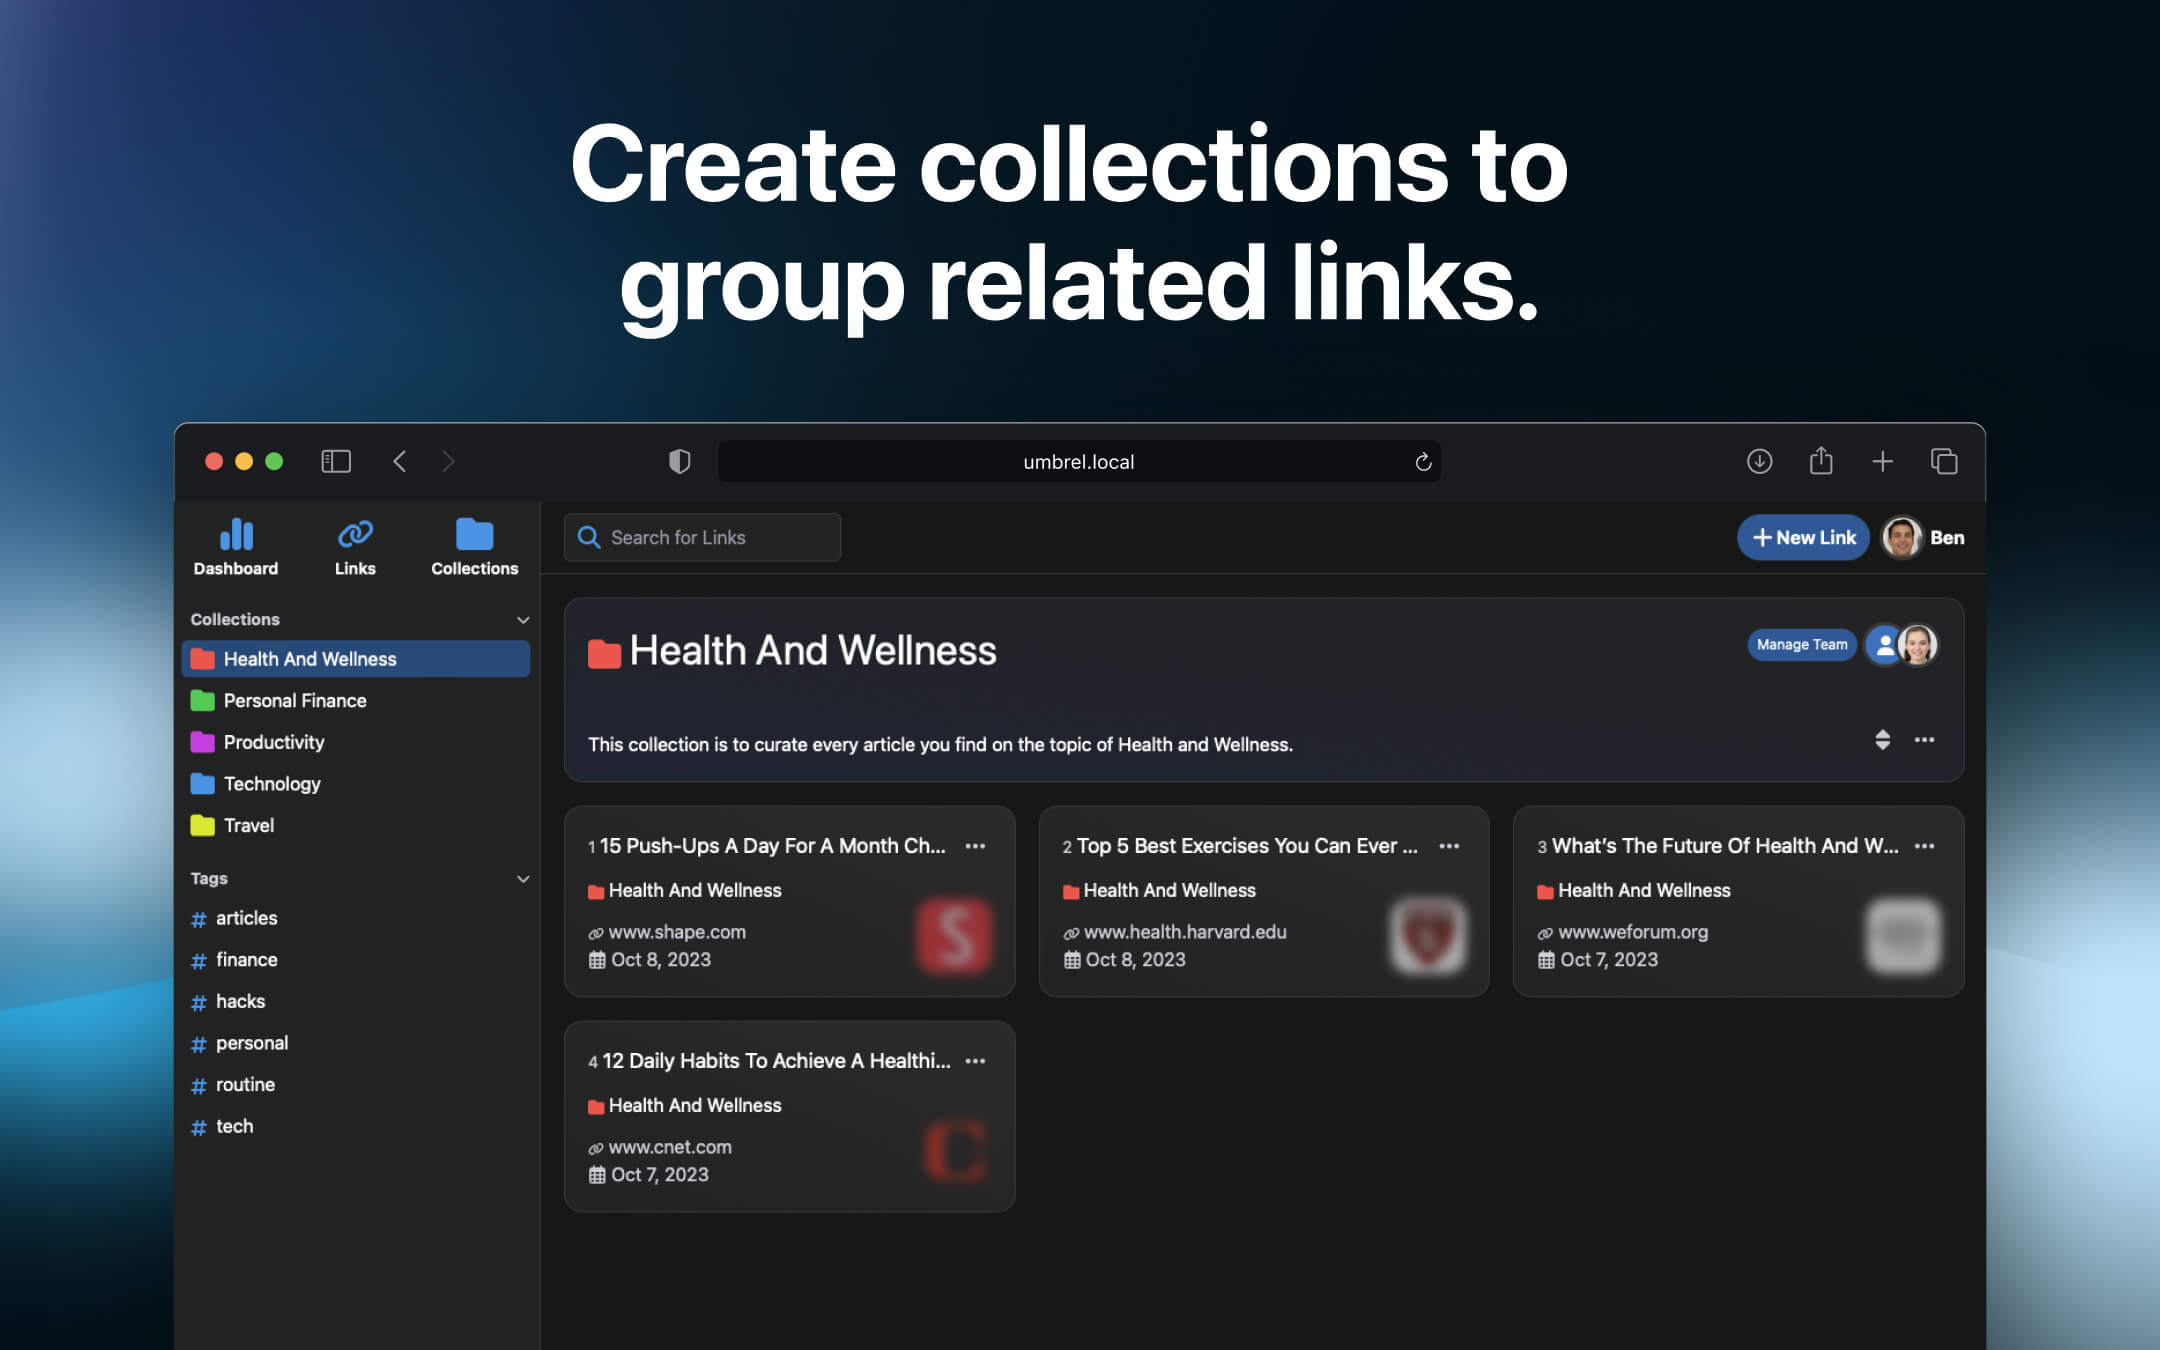 Create collections to
group related links.
umbrel.local
Dashboard
Links
Collections
Search for Links
New Link
Ben
Collections
Health And Wellness
Personal Finance
Productivity
Technology
Travel
Tags
# articles
# finance
# hacks
# personal
# routine
# tech
Health And Wellness
Manage Team
This collection is to curate every article you find on the topic of Health and Wellness.
1 15 Push-Ups A Day For A Month Ch...
Health And Wellness
www.shape.com
Oct 8, 2023
S
2 Top 5 Best Exercises You Can Ever ...
Health And Wellness
www.health.harvard.edu
Oct 8, 2023
3 What's The Future Of Health And W...
Health And Wellness
www.weforum.org
Oct 7, 2023
4 12 Daily Habits To Achieve A Healthi...
Health And Wellness
www.cnet.com
Oct 7, 2023
C